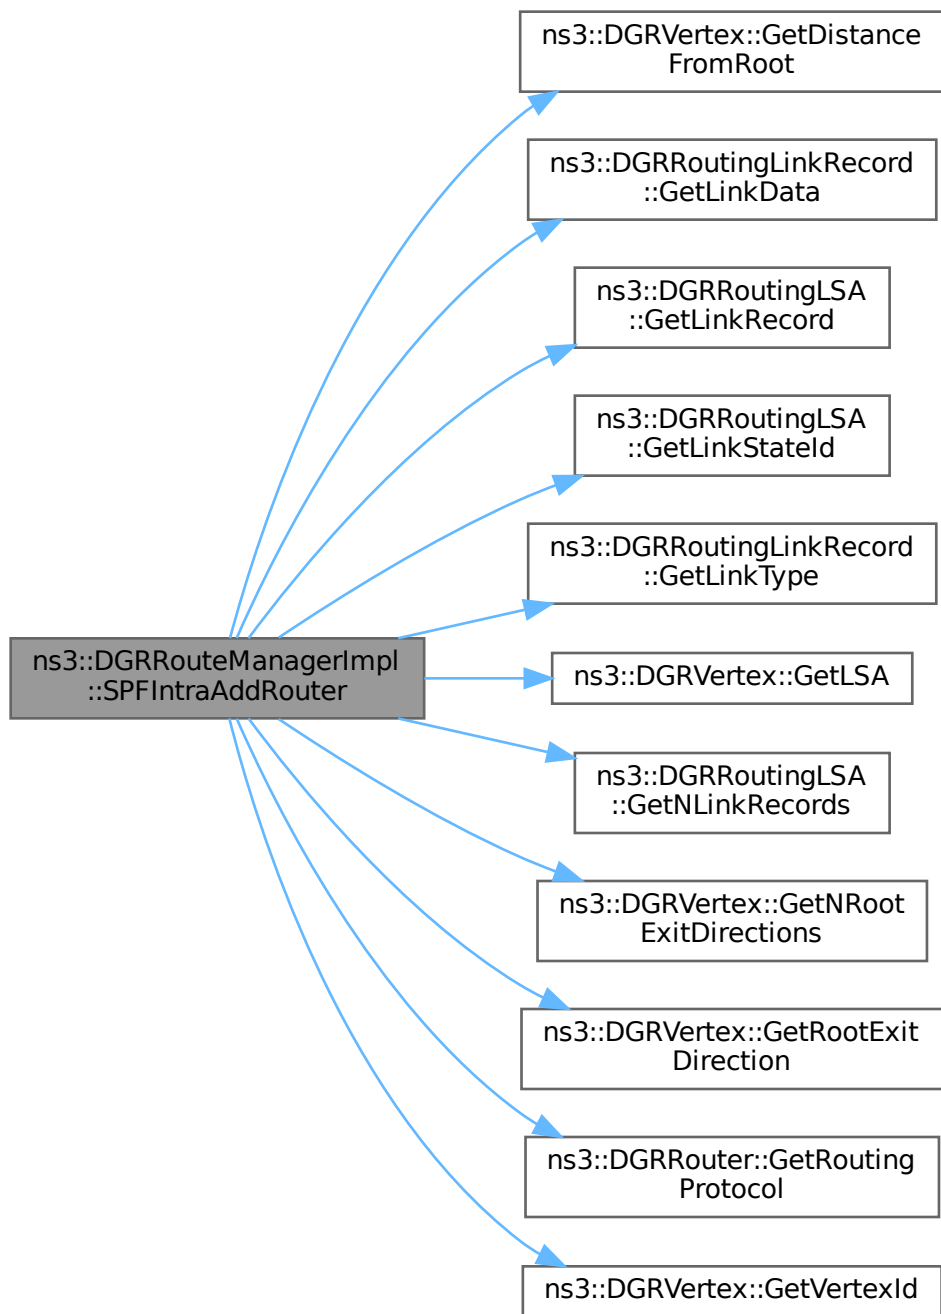 ns3::DGRVertex::GetDistance
FromRoot
ns3::DGRRoutingLinkRecord
::GetLinkData
ns3::DGRRoutingLSA
::GetLinkRecord
ns3::DGRRoutingLSA
::GetLinkStateId
ns3::DGRRoutingLinkRecord
::GetLinkType
ns3::DGRRouteManagerImpl
::SPFIntraAddRouter
ns3::DGRVertex::GetLSA
ns3::DGRRoutingLSA
::GetNLinkRecords
ns3::DGRVertex::GetNRoot
ExitDirections
ns3::DGRVertex::GetRootExit
Direction
ns3::DGRRouter::GetRouting
Protocol
ns3::DGRVertex::GetVertexId